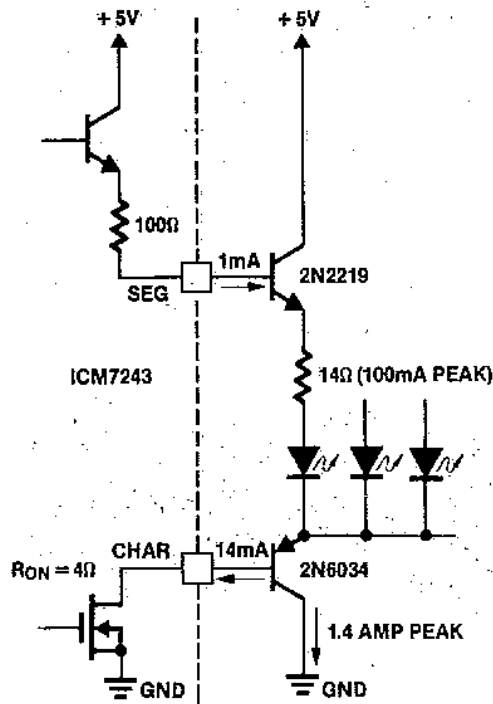 + 5V
+ 5V
100Ω
1mA
SEG
2N2219
14Ω (100mA PEAK)
ICM7243
CHAR
14mA
RON = 4Ω
2N6034
1.4 AMP PEAK
GND
GND